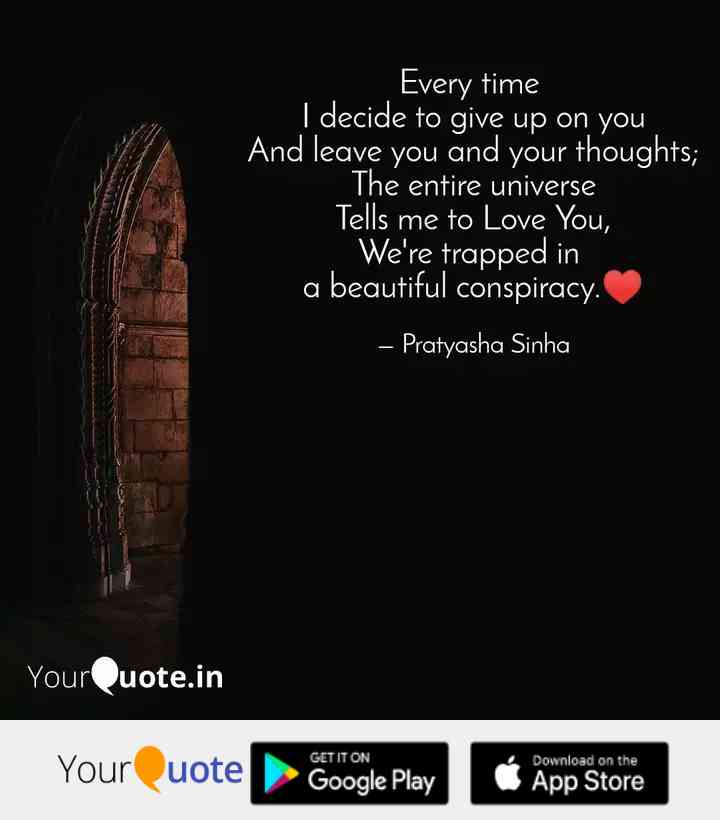 Every time
I decide to give up on you
And leave you and your thoughts;
The entire universe
Tells me to Love You,
We're trapped in
a beautiful conspiracy.❤️
– Pratyasha Sinha
YourQuote.in
YourQuote
GET IT ON
Google Play
Download on the
App Store